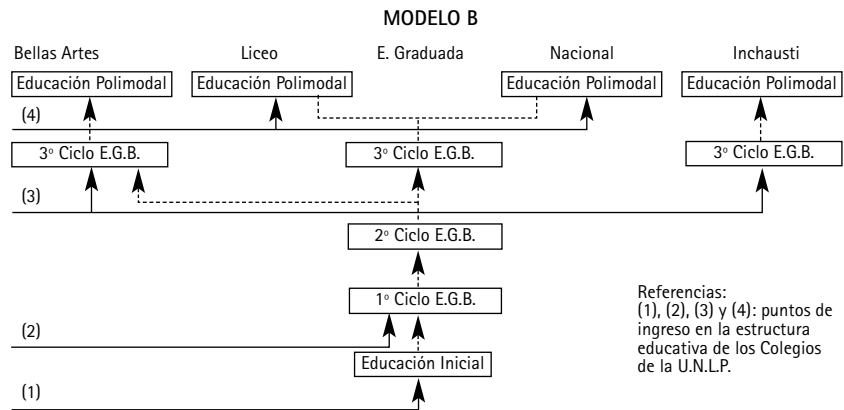 MODELO B
Bellas Artes Liceo E. Graduada Nacional Inchausti
Educación Polimodal Educación Polimodal Educación Polimodal Educación Polimodal
(4)
3º Ciclo E.G.B. 3º Ciclo E.G.B. 3º Ciclo E.G.B.
(3)
2º Ciclo E.G.B.
1º Ciclo E.G.B.
(2)
Educación Inicial
(1)
Referencias:
(1), (2), (3) y (4): puntos de
ingreso en la estructura
educativa de los Colegios
de la U.N.L.P.